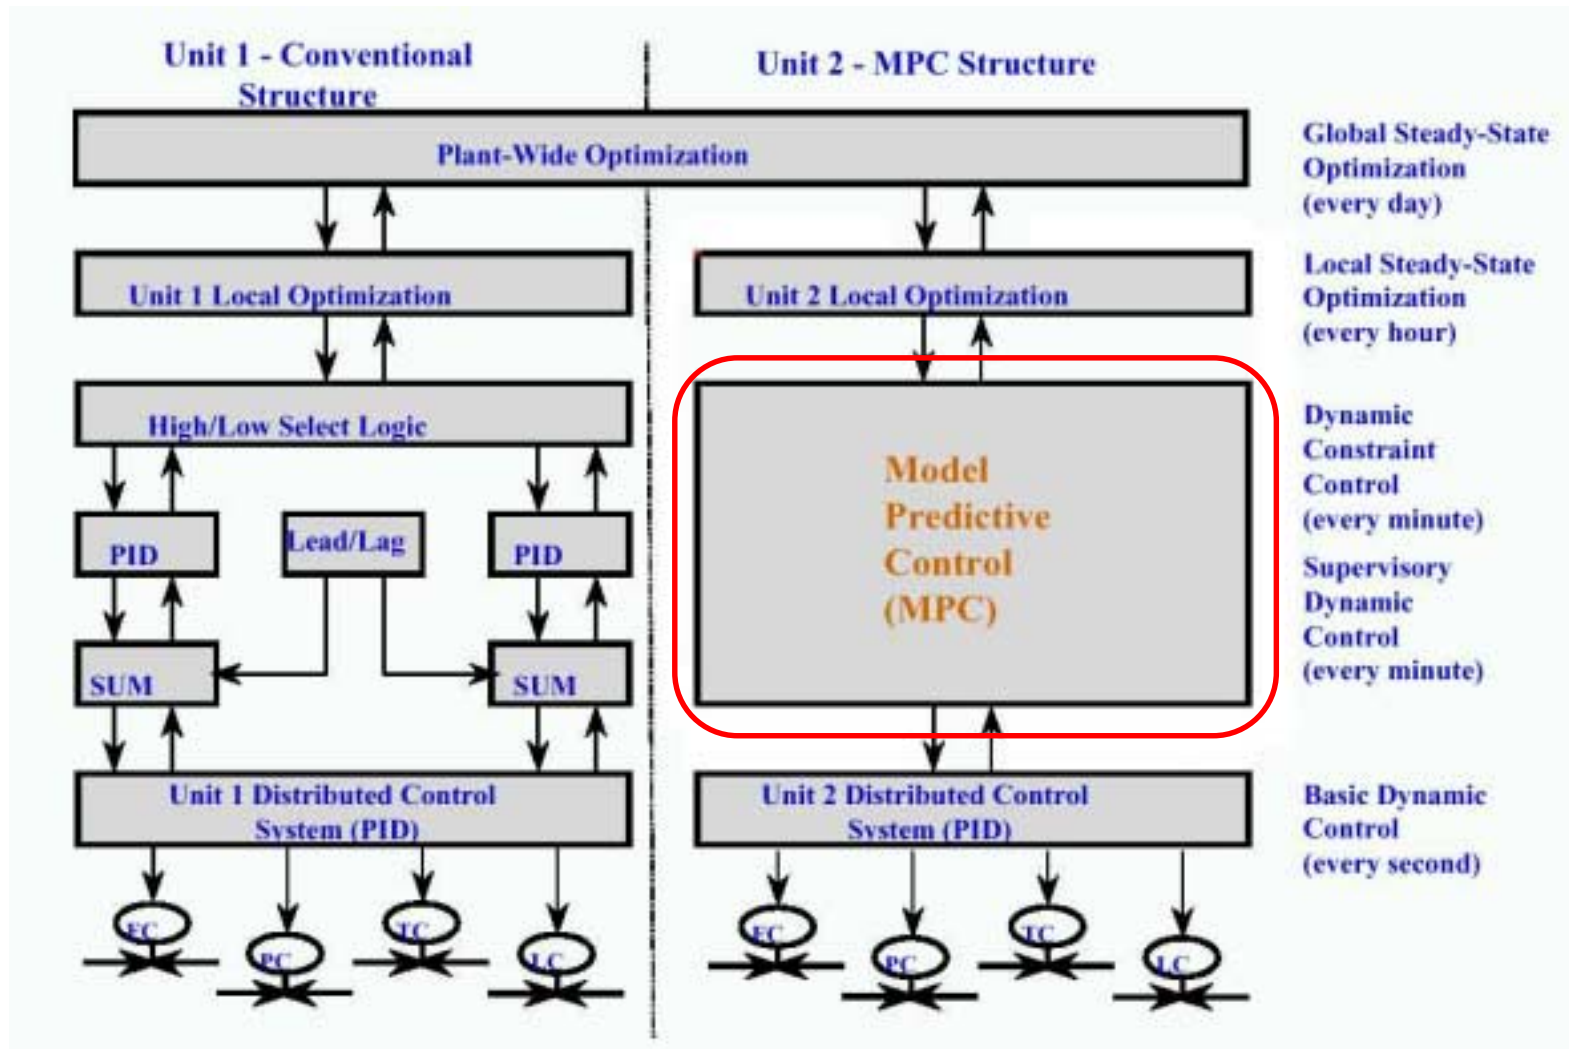 Unit 1 - Conventional
Structure
Unit 2 - MPC Structure
Plant-Wide Optimization
Global Steady-State
Optimization
(every day)
Unit 1 Local Optimization
Unit 2 Local Optimization
Local Steady-State
Optimization
(every hour)
High/Low Select Logic
PID
Lead/Lag
PID
SUM
SUM
Model
Predictive
Control
(MPC)
Dynamic
Constraint
Control
(every minute)
Supervisory
Dynamic
Control
(every minute)
Unit 1 Distributed Control
System (PID)
Unit 2 Distributed Control
System (PID)
Basic Dynamic
Control
(every second)
FC
PC
TC
LC
FC
PC
TC
LC